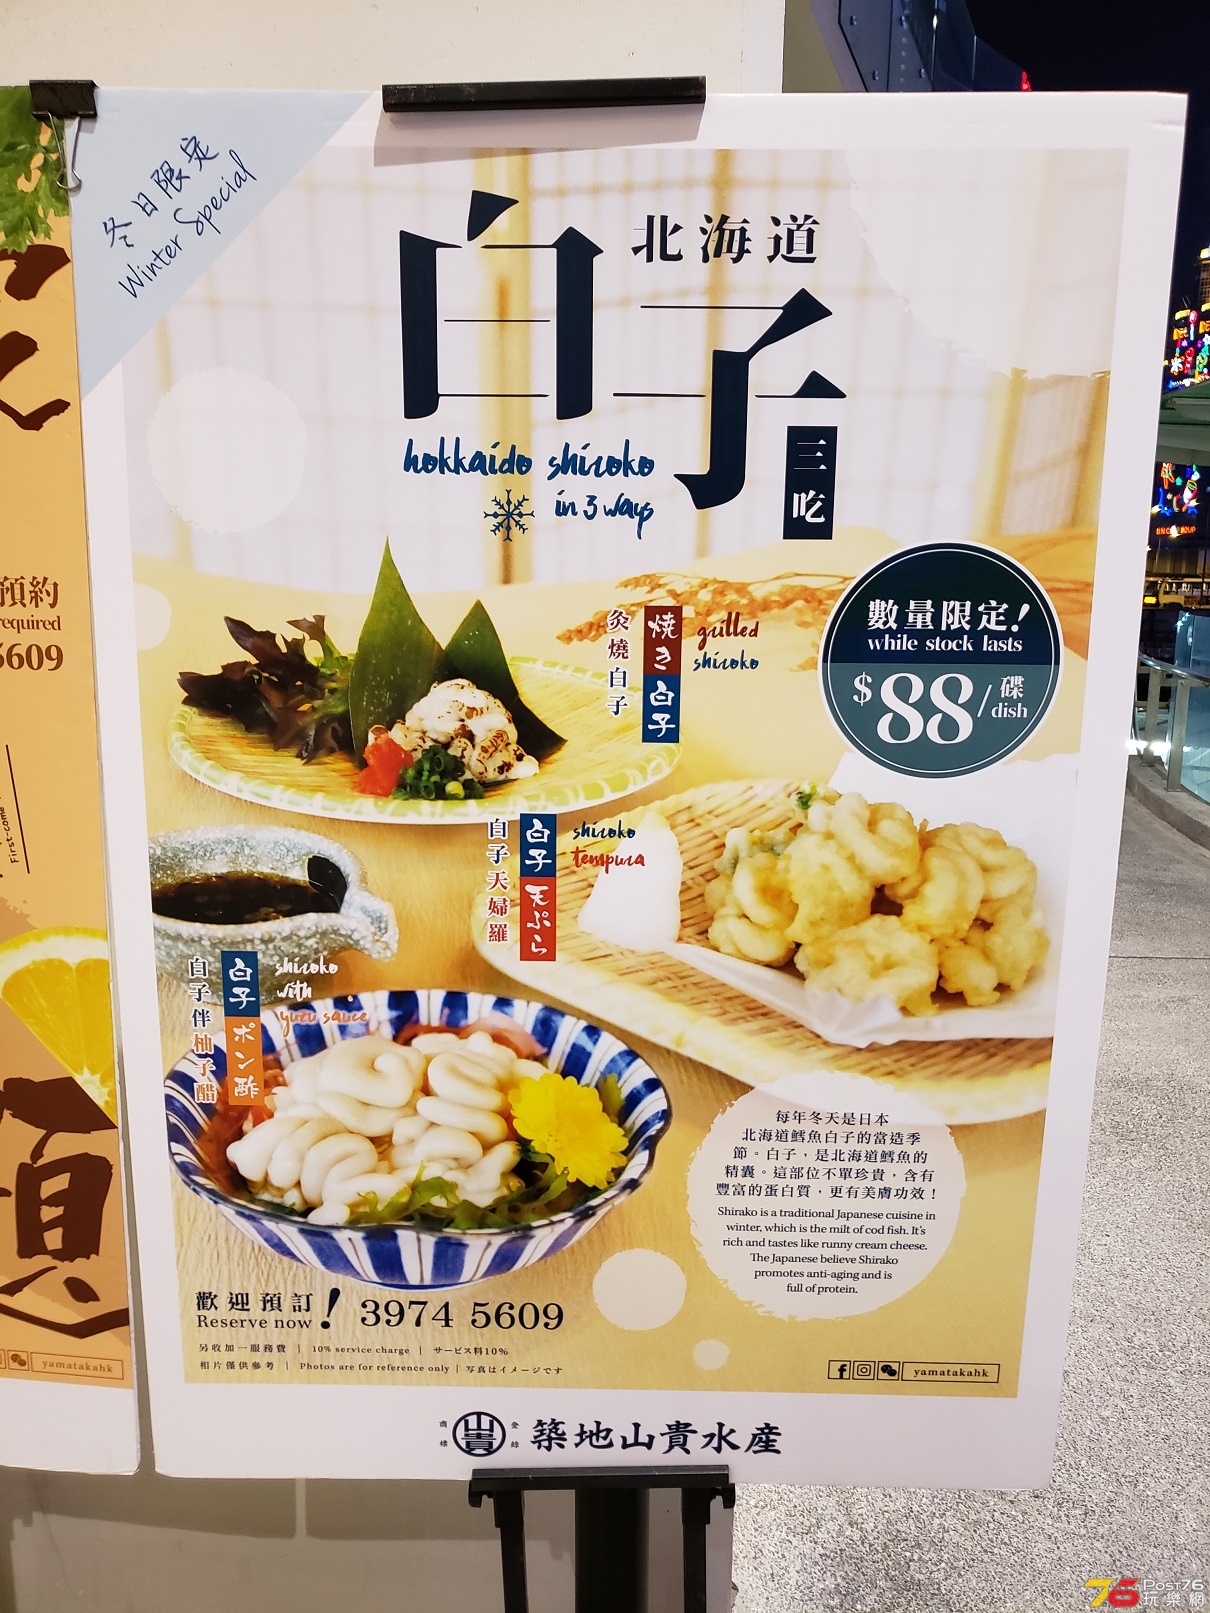 冬日限定
Winter Special
北海道
白子
三吃
hokkaido shiroko
in 3 ways
預約
required
5609
First-come
數量限定!
while stock lasts
$88/碟
dish
炙燒白子
焼き白子
grilled
shiroko
白子天婦羅
白子天ぷら
shiroko
tempura
白子伴柚子醋
白子ポン酢
shiroko
with
yuzu sauce
每年冬天是日本
北海道鱈魚白子的當造季
節。白子，是北海道鱈魚的
精囊。這部位不單珍貴，含有
豐富的蛋白質，更有美膚功效！
Shirako is a traditional Japanese cuisine in
winter, which is the milt of cod fish. It's
rich and tastes like runny cream cheese.
The Japanese believe Shirako
promotes anti-aging and is
full of protein.
歡迎預訂！ 3974 5609
Reserve now
另收加一服務費 | 10% service charge | サービス料10%
相片僅供參考 | Photos are for reference only | 写真はイメージです
yamatakahk
yamatakahk
商標
山貴
登録
築地山貴水産
76 Post76
玩樂網